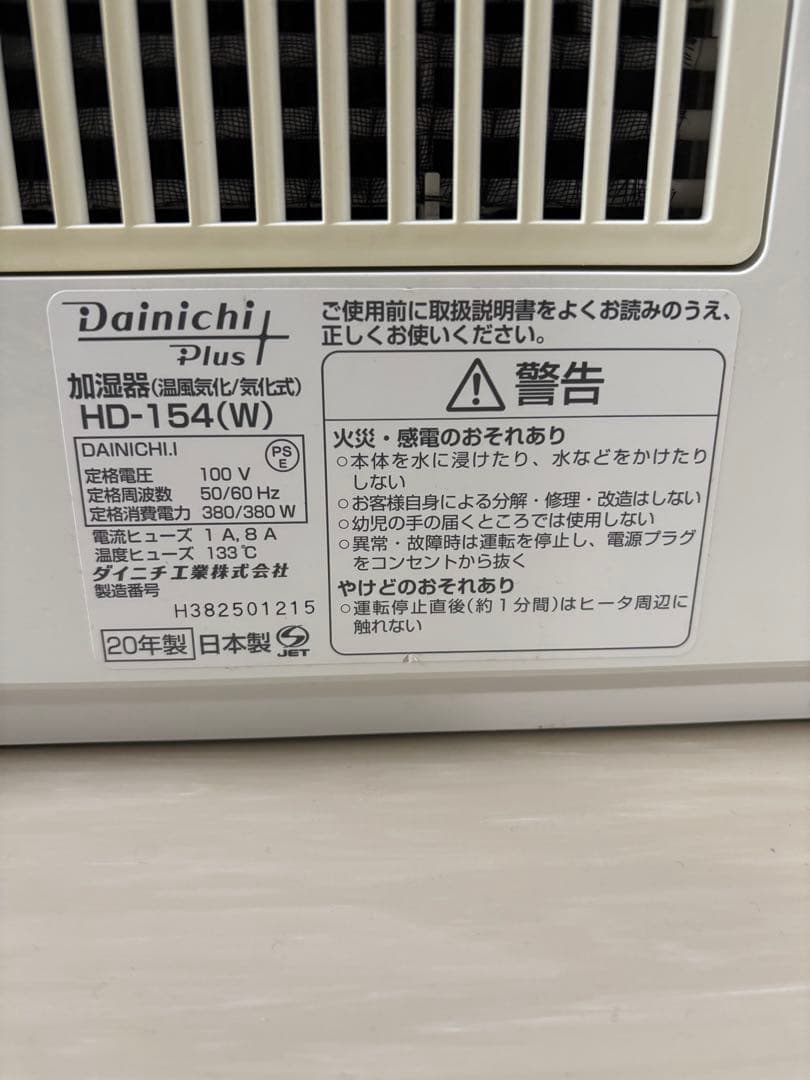 Dainichi
Plus
加湿器(温風気化/気化式)
HD-154(W)
DAINICHI.I
PS
E
定格電圧 100 V
定格周波数 50/60 Hz
定格消費電力 380/380 W
電流ヒューズ 1 A, 8 A
温度ヒューズ 133℃
ダイニチ工業株式会社
製造番号
H382501215
20年製 日本製 JET
ご使用前に取扱説明書をよくお読みのうえ、
正しくお使いください。
警告
火災・感電のおそれあり
○本体を水に浸けたり、水などをかけたり
しない
○お客様自身による分解・修理・改造はしない
○幼児の手の届くところでは使用しない
○異常・故障時は運転を停止し、電源プラグ
をコンセントから抜く
やけどのおそれあり
○運転停止直後(約1分間)はヒータ周辺に
触れない